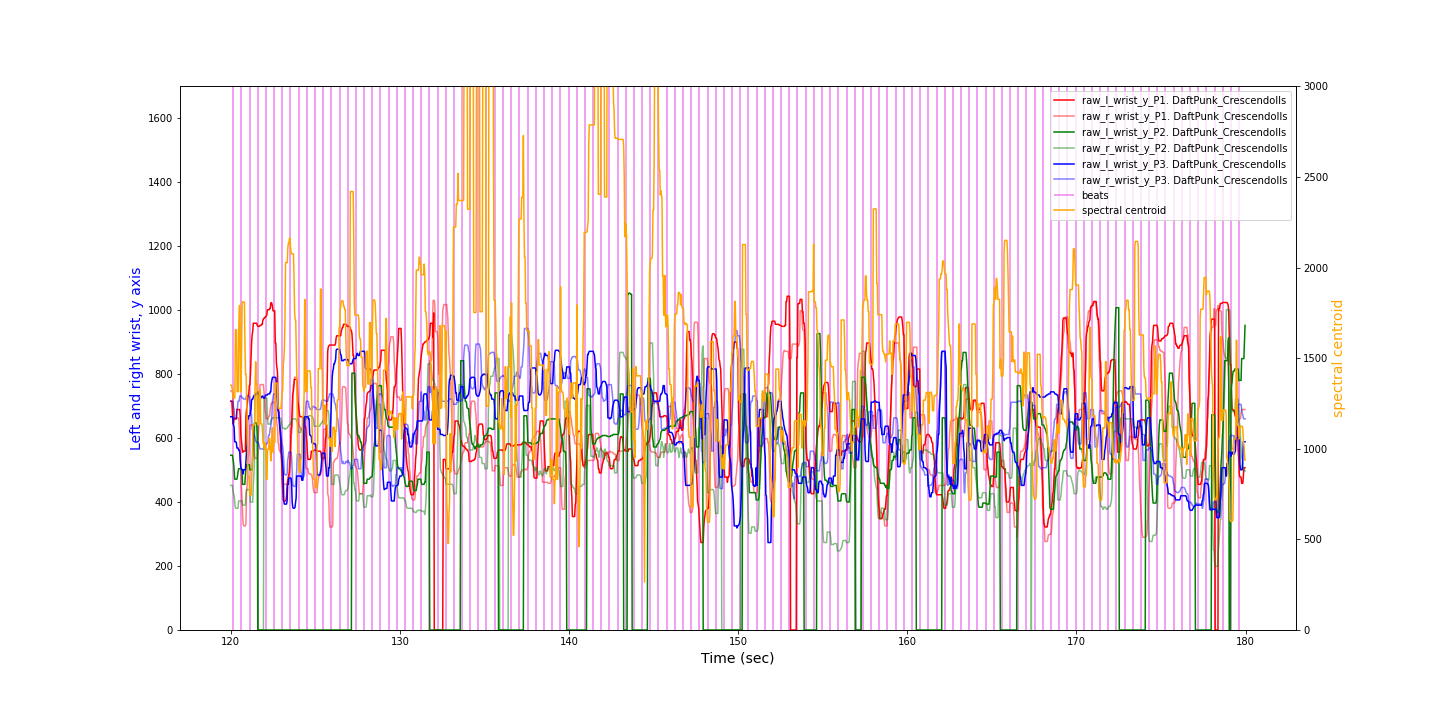 raw_l_wrist_y_P1. DaftPunk_Crescendolls
raw_r_wrist_y_P1. DaftPunk_Crescendolls
raw_l_wrist_y_P2. DaftPunk_Crescendolls
raw_r_wrist_y_P2. DaftPunk_Crescendolls
raw_l_wrist_y_P3. DaftPunk_Crescendolls
raw_r_wrist_y_P3. DaftPunk_Crescendolls
beats
spectral centroid
Left and right wrist, y axis
1600
1400
1200
1000
800
600
400
200
0
3000
2500
2000
1500
1000
500
0
spectral centroid
120
130
140
150
160
170
180
Time (sec)